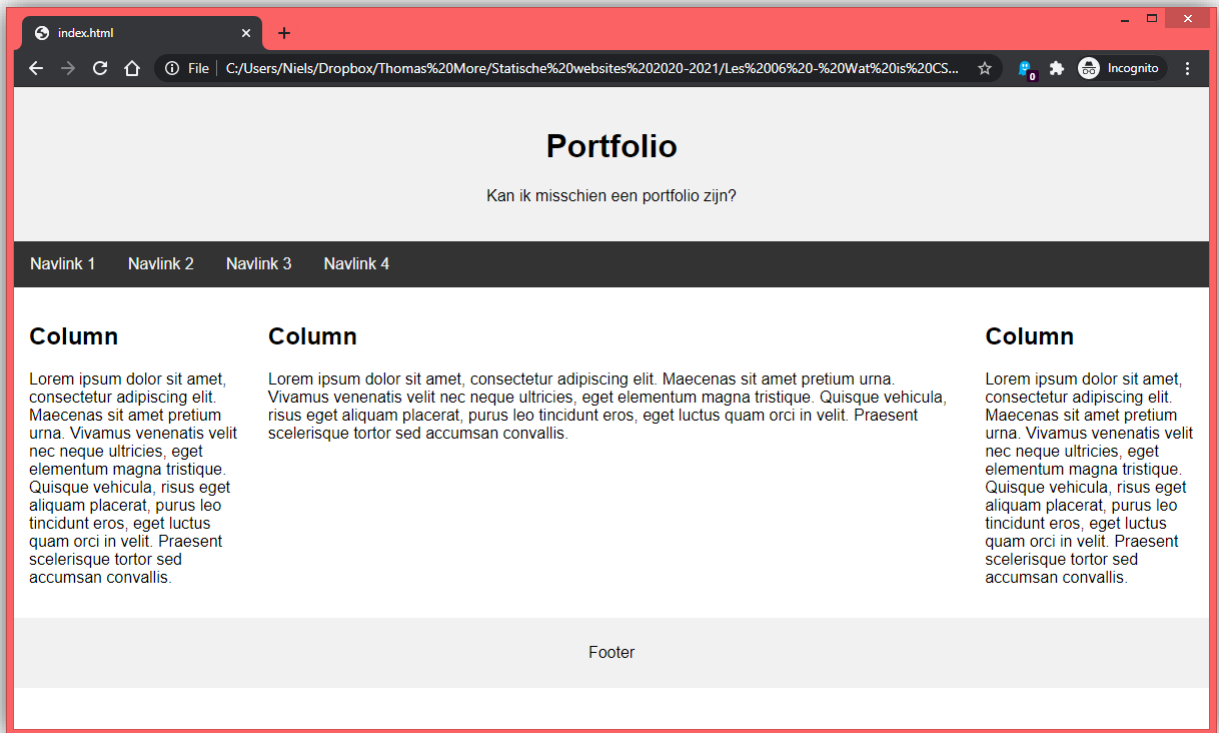 index.html
File
C:/Users/Niels/Dropbox/Thomas%20More/Statische%20websites%202020-2021/Les%2006%20-%20Wat%20is%20CS...
0
Incognito
Portfolio
Kan ik misschien een portfolio zijn?
Navlink 1 Navlink 2 Navlink 3 Navlink 4
Column
Lorem ipsum dolor sit amet,
consectetur adipiscing elit.
Maecenas sit amet pretium
urna. Vivamus venenatis velit
nec neque ultricies, eget
elementum magna tristique.
Quisque vehicula, risus eget
aliquam placerat, purus leo
tincidunt eros, eget luctus
quam orci in velit. Praesent
scelerisque tortor sed
accumsan convallis.
Column
Lorem ipsum dolor sit amet, consectetur adipiscing elit. Maecenas sit amet pretium urna.
Vivamus venenatis velit nec neque ultricies, eget elementum magna tristique. Quisque vehicula,
risus eget aliquam placerat, purus leo tincidunt eros, eget luctus quam orci in velit. Praesent
scelerisque tortor sed accumsan convallis.
Column
Lorem ipsum dolor sit amet,
consectetur adipiscing elit.
Maecenas sit amet pretium
urna. Vivamus venenatis velit
nec neque ultricies, eget
elementum magna tristique.
Quisque vehicula, risus eget
aliquam placerat, purus leo
tincidunt eros, eget luctus
quam orci in velit. Praesent
scelerisque tortor sed
accumsan convallis.
Footer